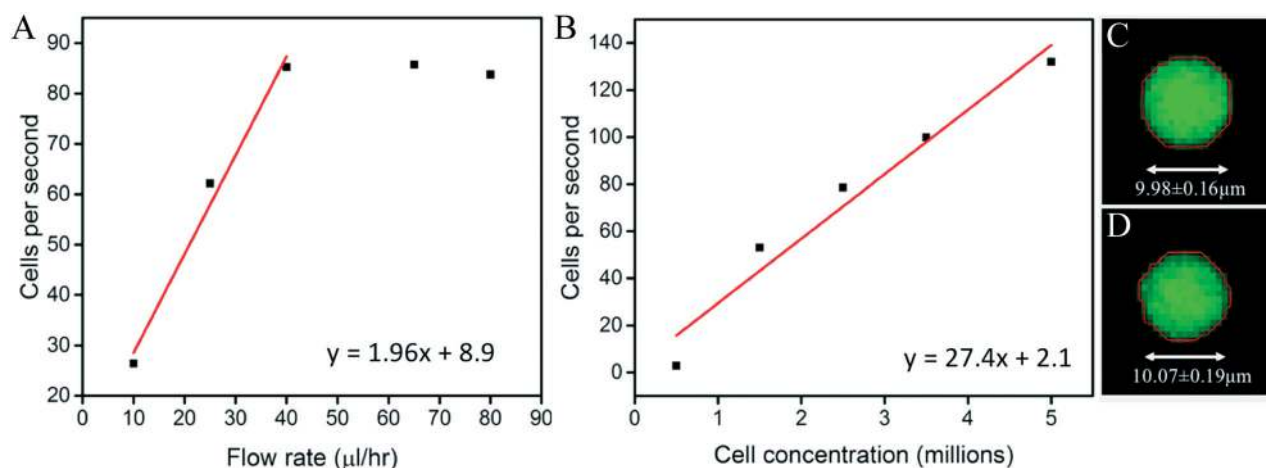 A
90
80
70
60
50
40
30
20
Cells per second
0 10 20 30 40 50 60 70 80 90
Flow rate (µl/hr)
y = 1.96x + 8.9
B
140
120
100
80
60
40
20
0
Cells per second
0 1 2 3 4 5
Cell concentration (millions)
y = 27.4x + 2.1
C
9.98±0.16µm
D
10.07±0.19µm